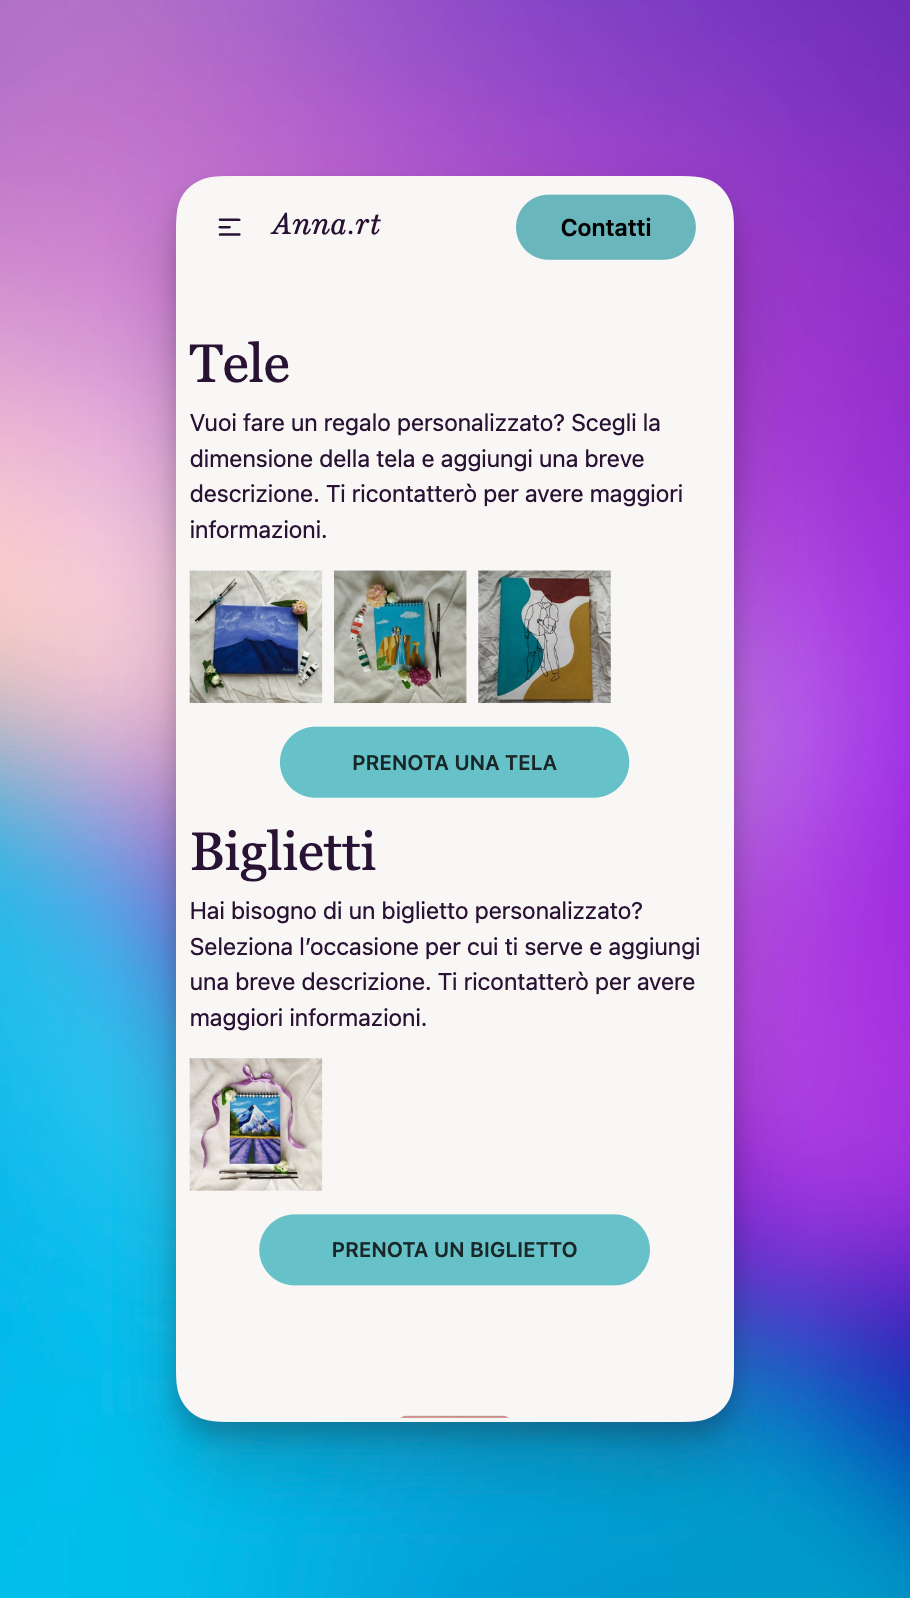 Anna.rt
Contatti
Tele
Vuoi fare un regalo personalizzato? Scegli la
dimensione della tela e aggiungi una breve
descrizione. Ti ricontatterò per avere maggiori
informazioni.
PRENOTA UNA TELA
Biglietti
Hai bisogno di un biglietto personalizzato?
Seleziona l’occasione per cui ti serve e aggiungi
una breve descrizione. Ti ricontatterò per avere
maggiori informazioni.
PRENOTA UN BIGLIETTO